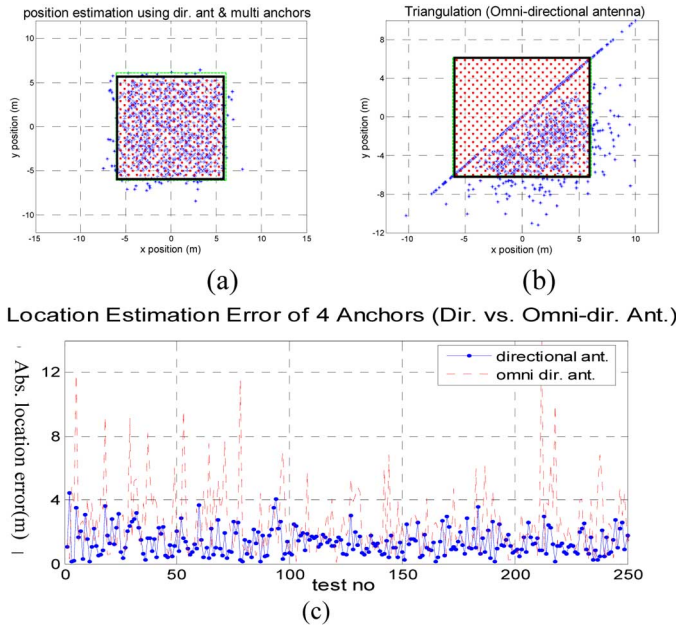 position estimation using dir. ant & multi anchors
y position (m)
10
5
0
-5
-10
-15
-10
-5
0
5
10
15
x position (m)
(a)
Triangulation (Omni-directional antenna)
y position (m)
8
4
0
-4
-8
-12
-10
-5
0
5
10
x position (m)
(b)
Location Estimation Error of 4 Anchors (Dir. vs. Omni-dir. Ant.)
Abs. location error(m)
12
8
4
0
directional ant.
omni dir. ant.
0
50
100
150
200
250
test no
(c)